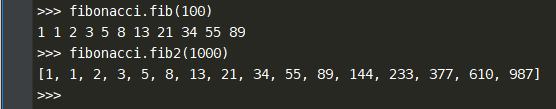 >>> fibonacci.fib(100)
1 1 2 3 5 8 13 21 34 55 89
>>> fibonacci.fib2(1000)
[1, 1, 2, 3, 5, 8, 13, 21, 34, 55, 89, 144, 233, 377, 610, 987]
>>>